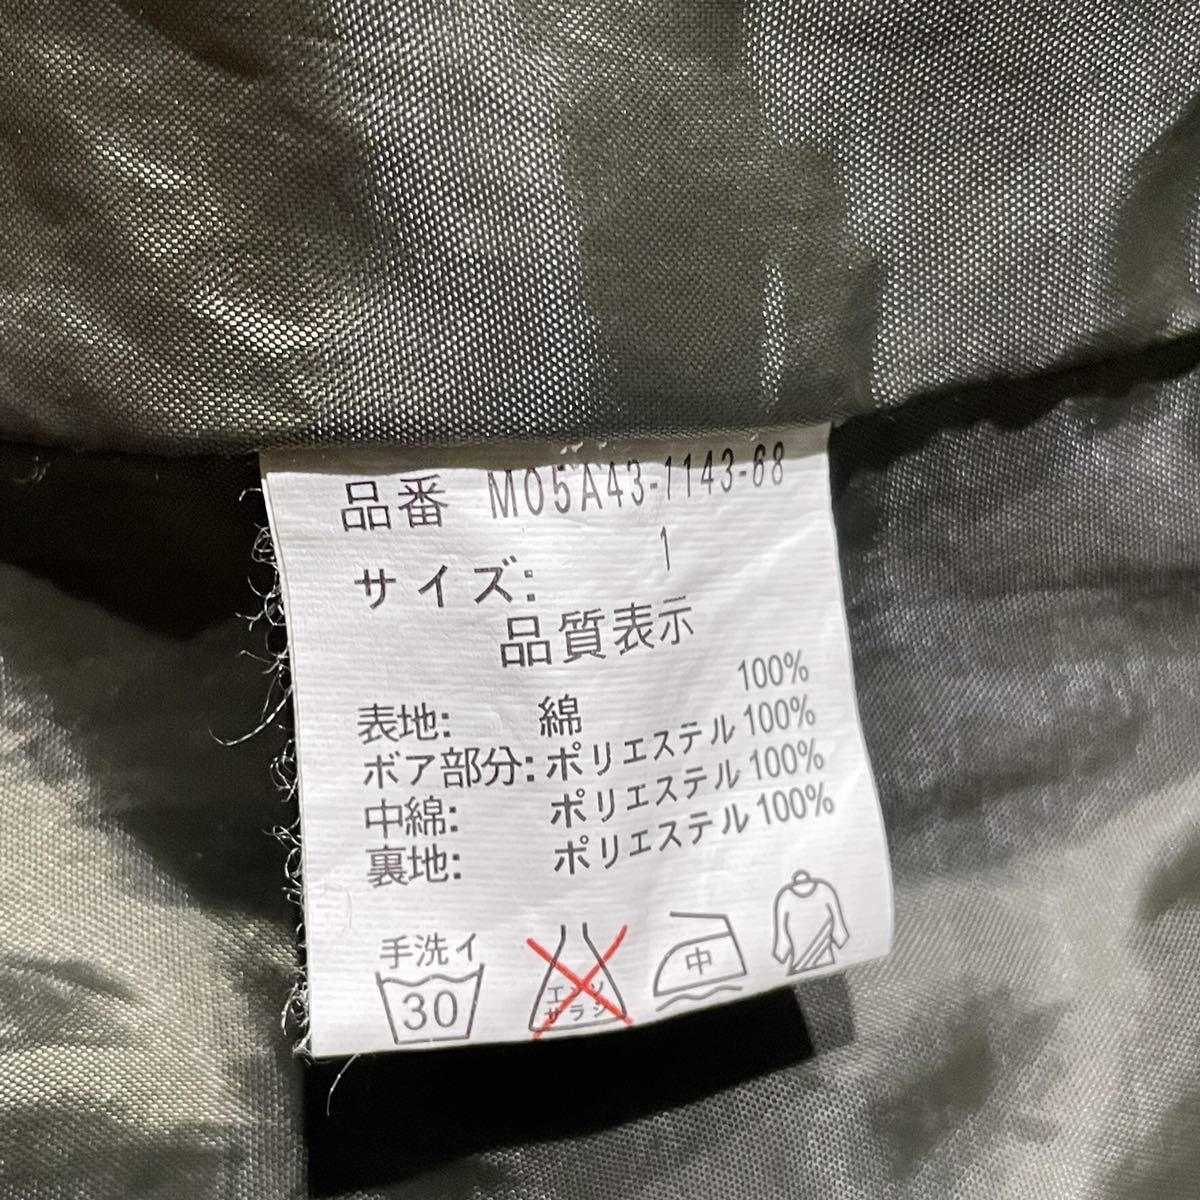 品番 M05A43-1143-68
サイズ: 1
品質表示
表地: 綿 100%
ボア部分: ポリエステル 100%
中綿: ポリエステル 100%
裏地: ポリエステル 100%
手洗イ
30
エンソ
サラシ
中